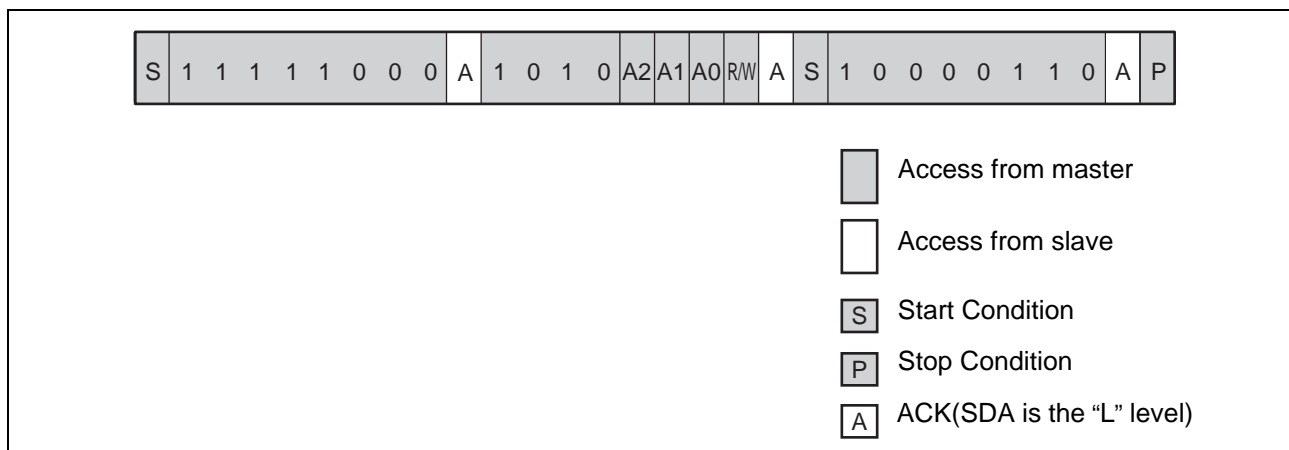 S 1 1 1 1 1 0 0 0 A 1 0 1 0 A2 A1 A0 R/W A S 1 0 0 0 0 1 1 0 A P
Access from master
Access from slave
S Start Condition
P Stop Condition
A ACK(SDA is the “L” level)